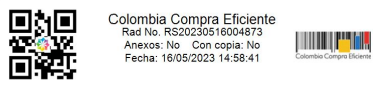 Colombia Compra Eficiente
Rad No. RS20230516004873
Anexos: No Con copia: No
Fecha: 16/05/2023 14:58:41
Colombia Compra Eficiente